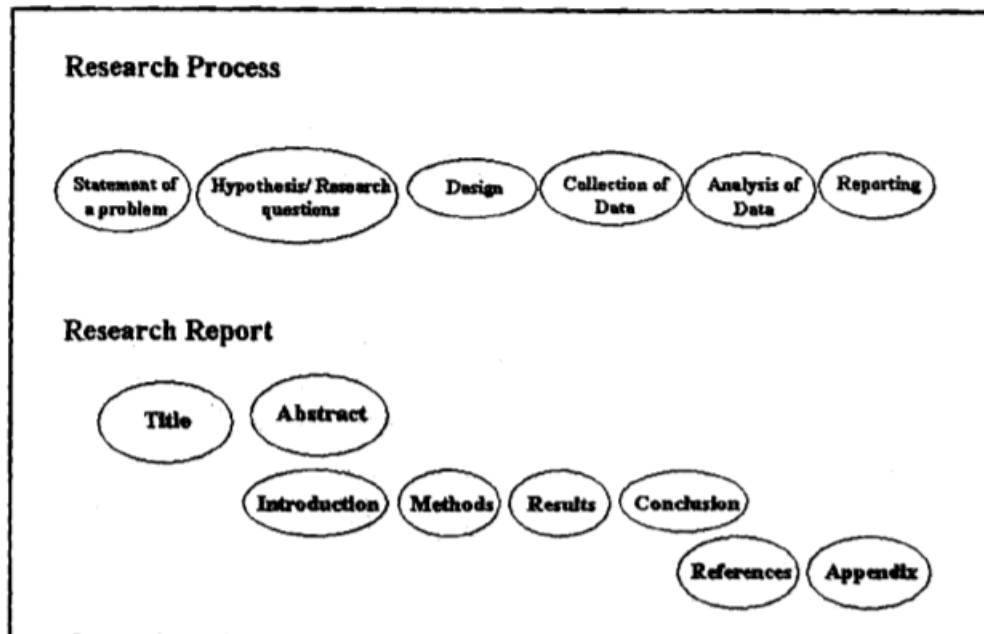 Research Process
Statement of
a problem
Hypothesis/ Research
questions
Design
Collection of
Data
Analysis of
Data
Reporting
Research Report
Title
Abstract
Introduction
Methods
Results
Conclusion
References
Appendix